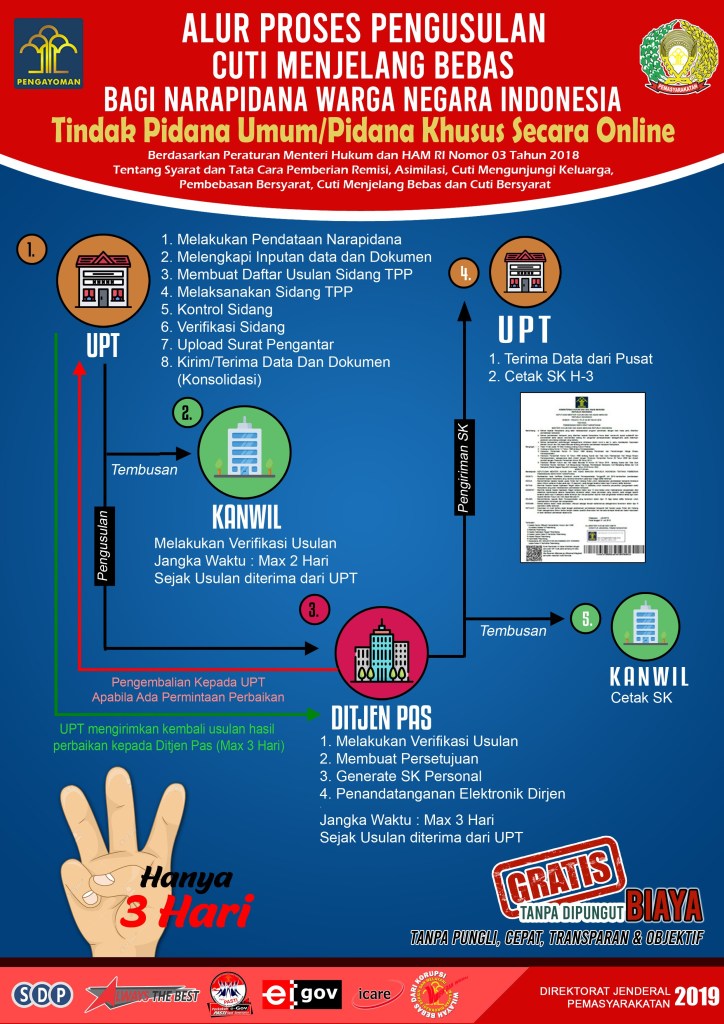 PENGAYOMAN
ALUR PROSES PENGUSULAN
CUTI MENJELANG BEBAS
BAGI NARAPIDANA WARGA NEGARA INDONESIA
Tindak Pidana Umum/Pidana Khusus Secara Online
Berdasarkan Peraturan Menteri Hukum dan HAM RI Nomor 03 Tahun 2018
Tentang Syarat dan Tata Cara Pemberian Remisi, Asimilasi, Cuti Mengunjungi Keluarga,
Pembebasan Bersyarat, Cuti Menjelang Bebas dan Cuti Bersyarat
PEMASYARAKATAN
1.
UPT
1. Melakukan Pendataan Narapidana
2. Melengkapi Inputan data dan Dokumen
3. Membuat Daftar Usulan Sidang TPP
4. Melaksanakan Sidang TPP
5. Kontrol Sidang
6. Verifikasi Sidang
7. Upload Surat Pengantar
8. Kirim/Terima Data Dan Dokumen
(Konsolidasi)
Pengusulan
Tembusan
2.
KANWIL
Melakukan Verifikasi Usulan
Jangka Waktu : Max 2 Hari
Sejak Usulan diterima dari UPT
3.
DITJEN PAS
1. Melakukan Verifikasi Usulan
2. Membuat Persetujuan
3. Generate SK Personal
4. Penandatanganan Elektronik Dirjen
Jangka Waktu : Max 3 Hari
Sejak Usulan diterima dari UPT
Pengembalian Kepada UPT
Apabila Ada Permintaan Perbaikan
UPT mengirimkan kembali usulan hasil
perbaikan kepada Ditjen Pas (Max 3 Hari)
Pengiriman SK
4.
UPT
1. Terima Data dari Pusat
2. Cetak SK H-3
Tembusan
5.
KANWIL
Cetak SK
Hanya
3 Hari
GRATIS
TANPA DIPUNGUT BIAYA
TANPA PUNGLI, CEPAT, TRANSPARAN & OBJEKTIF
SDP
THE BEST
PASTI
e-gov
icare
WILAYAH BEBAS DARI KORUPSI
DIREKTORAT JENDERAL
PEMASYARAKATAN 2019